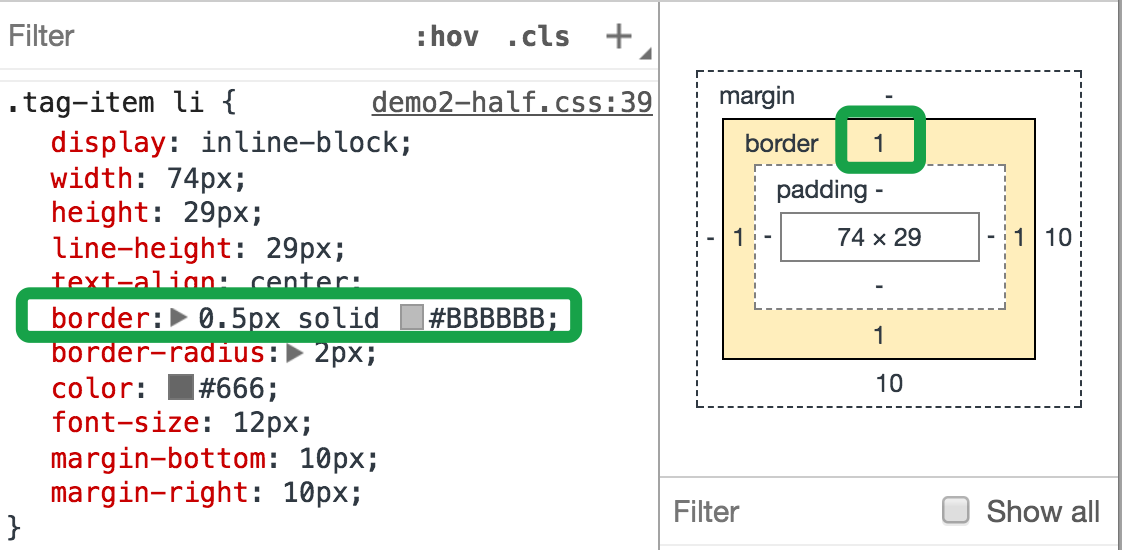 Filter :hov .cls +
.tag-item li { demo2-half.css:39
display: inline-block;
width: 74px;
height: 29px;
line-height: 29px;
text-align: center;
border: 0.5px solid #BBBBBB;
border-radius: 2px;
color: #666;
font-size: 12px;
margin-bottom: 10px;
margin-right: 10px;
}
margin -
border 1
padding -
- 1 - 74 × 29 - 1 10
-
1
10
Filter Show all